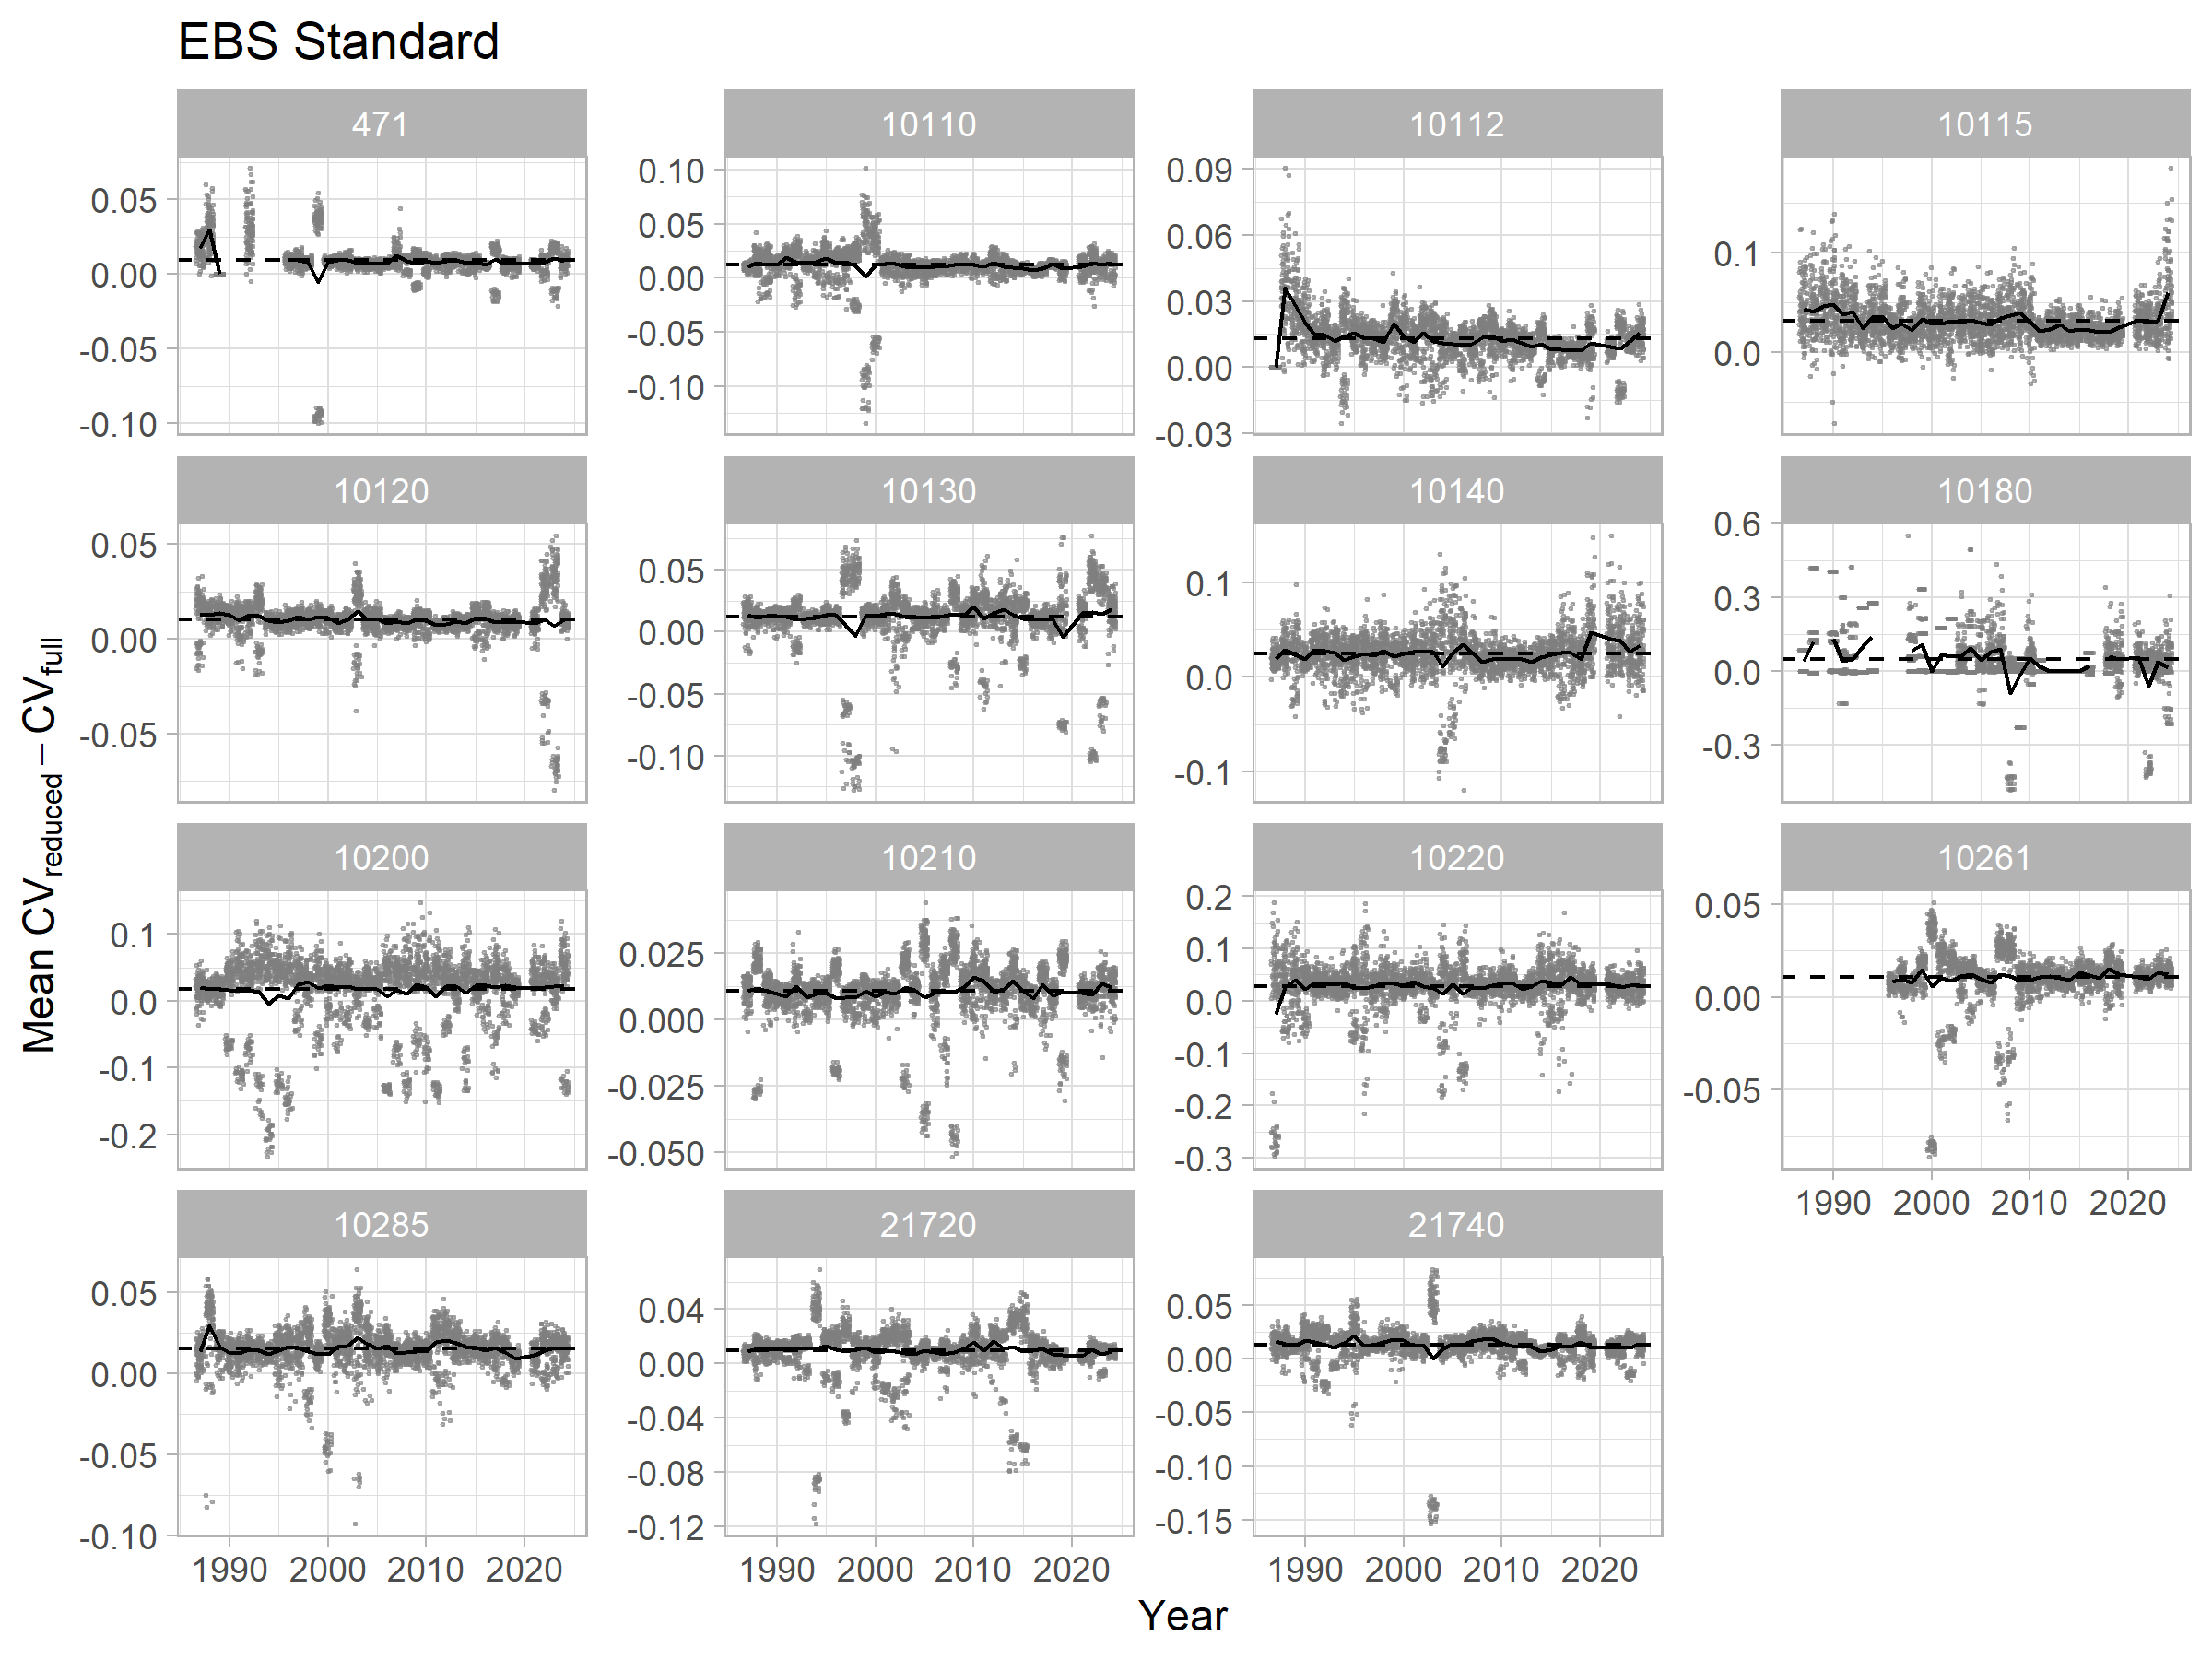 EBS Standard
471 10110 10112 10115
0.05 0.00 -0.05 -0.10
0.10 0.05 0.00 -0.05 -0.10
0.09 0.06 0.03 0.00 -0.03
0.1 0.0
10120 10130 10140 10180
0.05 0.00 -0.05
0.05 0.00 -0.05 -0.10
0.1 0.0 -0.1
0.6 0.3 0.0 -0.3
Mean CVreduced − CVfull
10200 10210 10220 10261
0.1 0.0 -0.1 -0.2
0.025 0.000 -0.025 -0.050
0.2 0.1 0.0 -0.1 -0.2 -0.3
0.05 0.00 -0.05
1990 2000 2010 2020
10285 21720 21740
0.05 0.00 -0.05 -0.10
0.04 0.00 -0.04 -0.08 -0.12
0.05 0.00 -0.05 -0.10 -0.15
1990 2000 2010 2020 1990 2000 2010 2020 1990 2000 2010 2020
Year